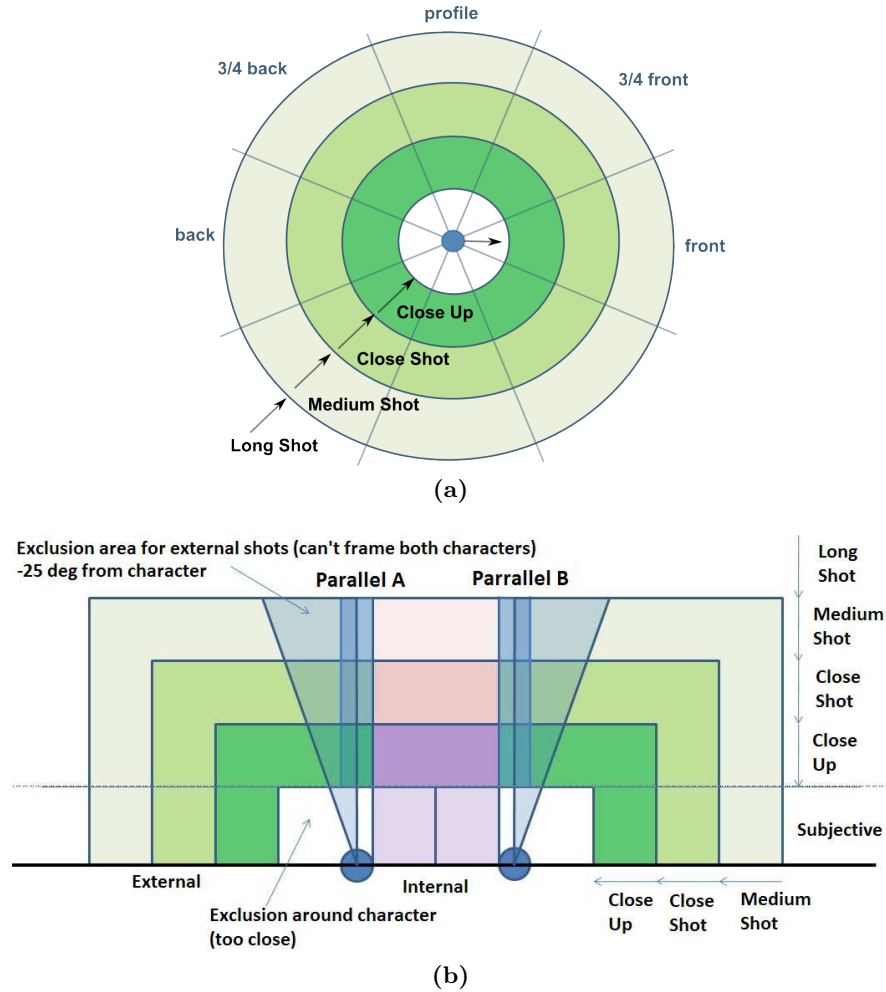 profile
3/4 back
3/4 front
back
front
Close Up
Close Shot
Medium Shot
Long Shot
(a)
Exclusion area for external shots (can't frame both characters)
-25 deg from character
Parallel A
Parrallel B
Long
Shot
Medium
Shot
Close
Shot
Close
Up
Subjective
External
Internal
Exclusion around character
(too close)
Close
Up
Close
Shot
Medium
Shot
(b)